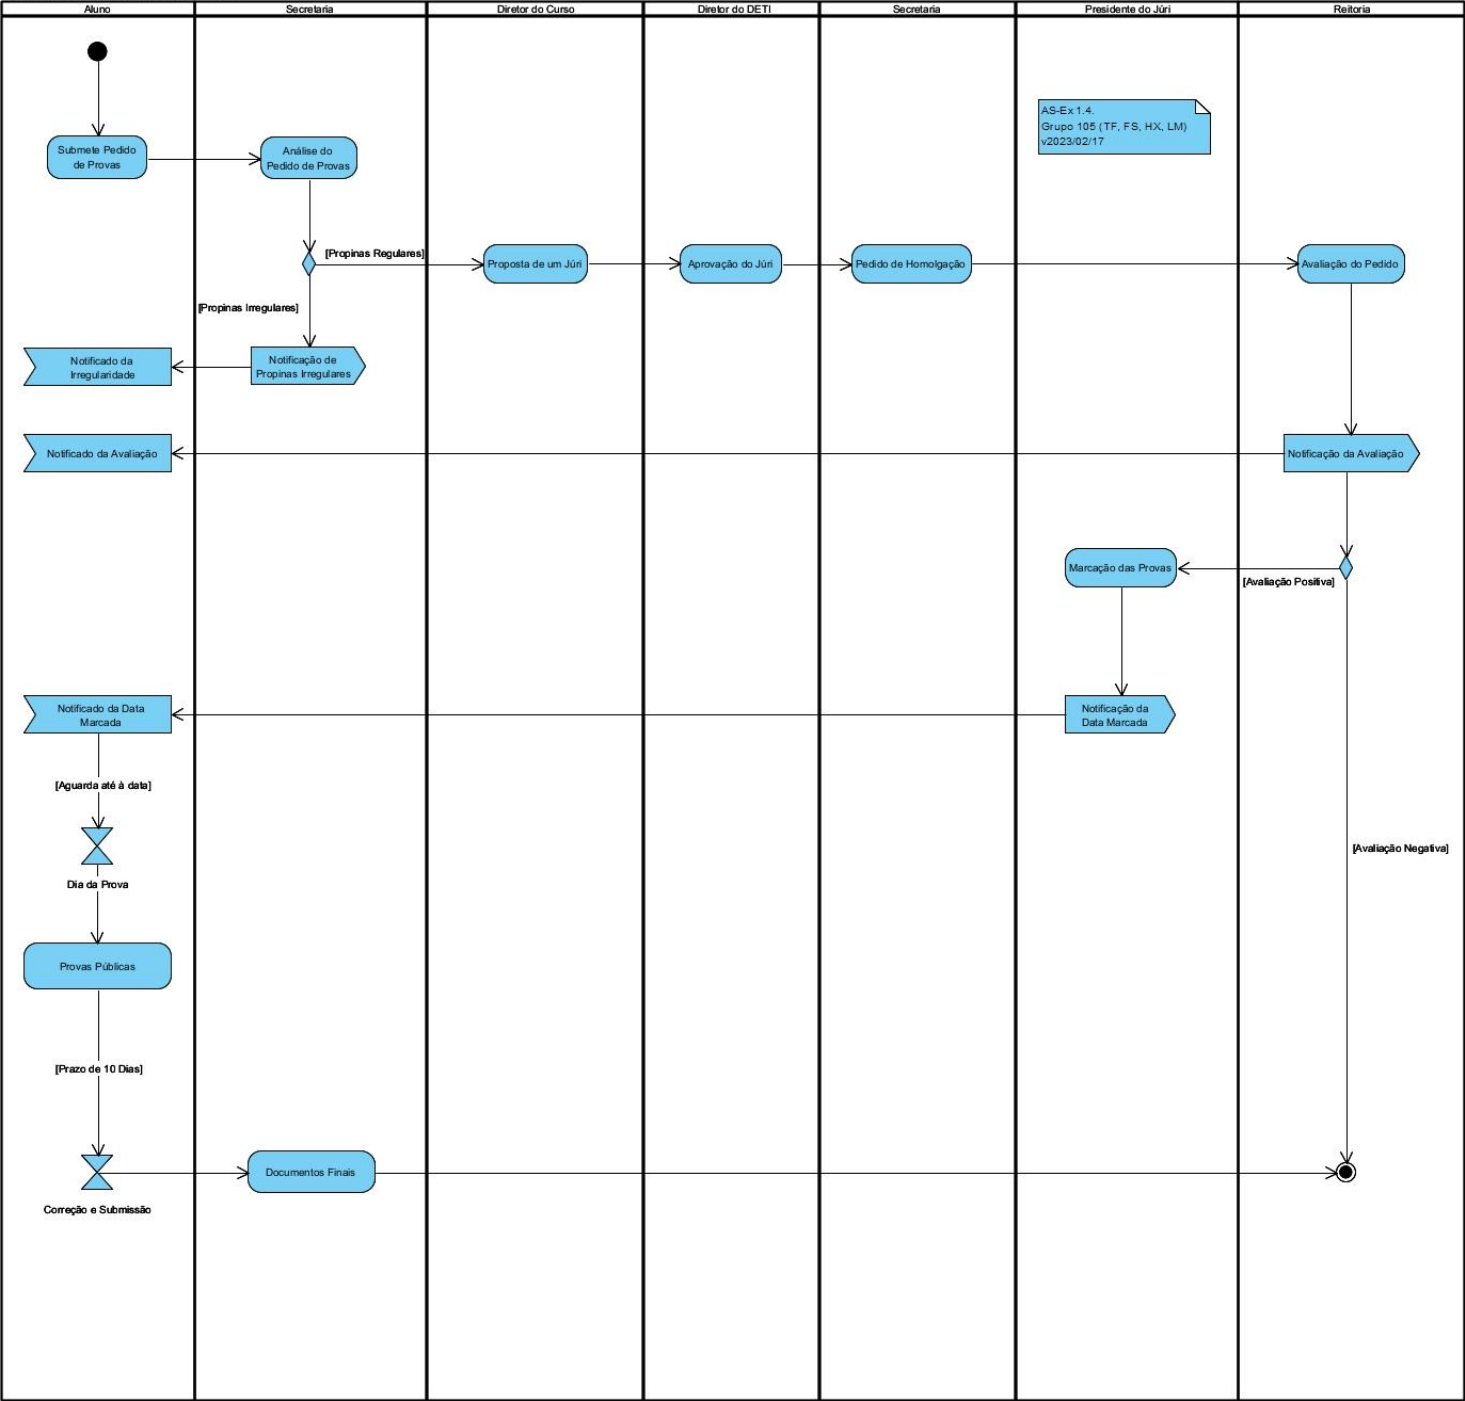 Aluno
Secretaria
Diretor do Curso
Diretor do DETI
Secretaria
Presidente do Júri
Reitoria
AS-Ex 1.4.
Grupo 105 (TF, FS, HX, LM)
v2023/02/17
Submete Pedido
de Provas
Análise do
Pedido de Provas
[Propinas Regulares]
Proposta de um Júri
Aprovação do Júri
Pedido de Homolgação
Avaliação do Pedido
[Propinas Irregulares]
Notificado da
Irregularidade
Notificação de
Propinas Irregulares
Notificado da Avaliação
Notificação da Avaliação
Marcação das Provas
[Avaliação Positiva]
Notificado da Data
Marcada
Notificação da
Data Marcada
[Aguarda até à data]
[Avaliação Negativa]
Dia da Prova
Provas Públicas
[Prazo de 10 Dias]
Documentos Finais
Correção e Submissão